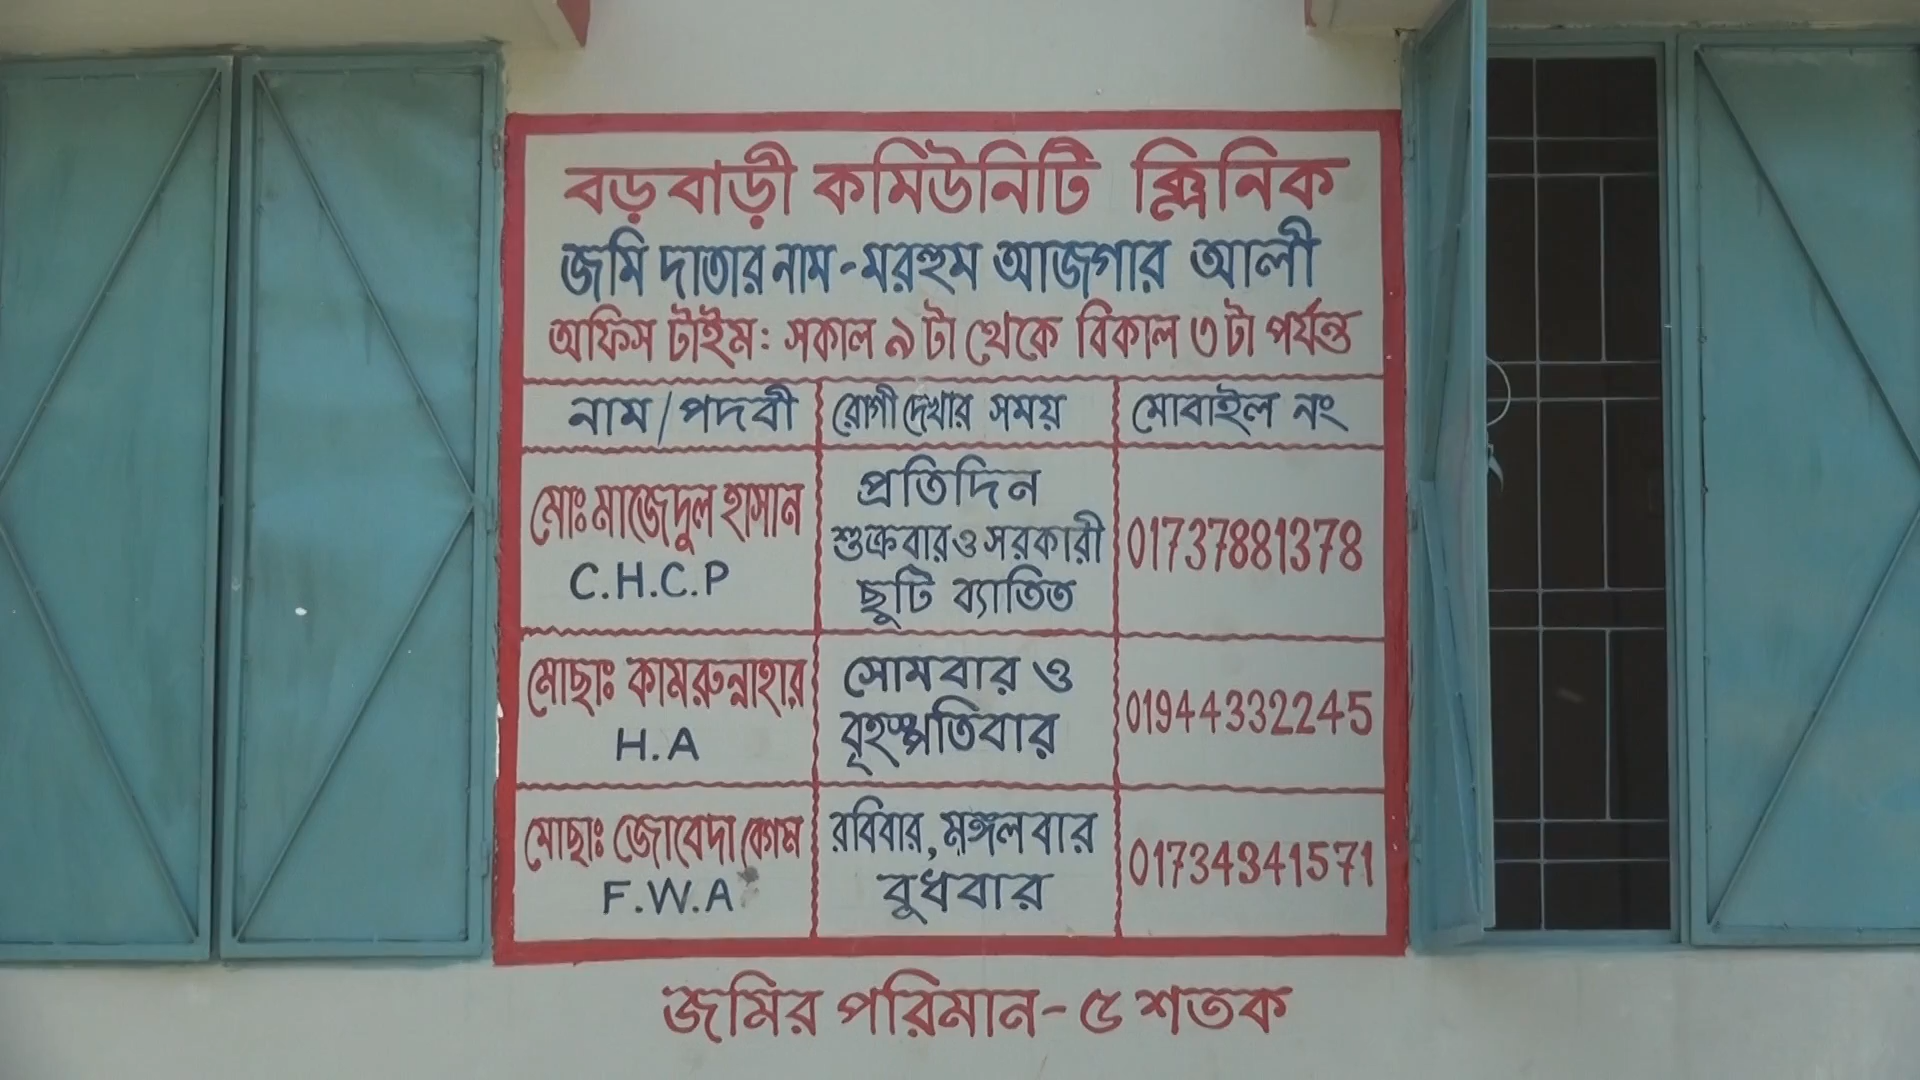 বড়বাড়ী কমিউনিটি ক্লিনিক
জমি দাতার নাম - মরহুম আজগার আলী
অফিস টাইম: সকাল ৯ টা থেকে বিকাল ৩ টা পর্যন্ত
নাম/পদবী রোগী দেখার সময় মোবাইল নং
মোঃ মাজেদুল হাসান
C.H.C.P
প্রতিদিন
শুক্রবার ও সরকারী
ছুটি ব্যাতিত
01737881378
মোছাঃ কামরুন্নাহার
H.A
সোমবার ও
বৃহস্পতিবার
01944332245
মোছাঃ জোবেদা বেগম
F.W.A
রবিবার, মঙ্গলবার
বুধবার
01734341571
জমির পরিমান - ৫ শতক